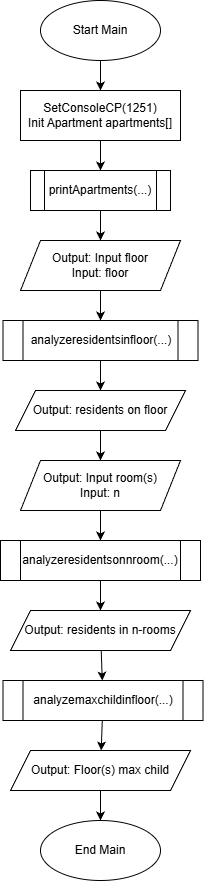 Start Main
SetConsoleCP(1251)
Init Apartment apartments[]
printApartments(...)
Output: Input floor
Input: floor
analyzeresidentsinfloor(...)
Output: residents on floor
Output: Input room(s)
Input: n
analyzeresidentsonnroom(...)
Output: residents in n-rooms
analyzemaxchildinfloor(...)
Output: Floor(s) max child
End Main